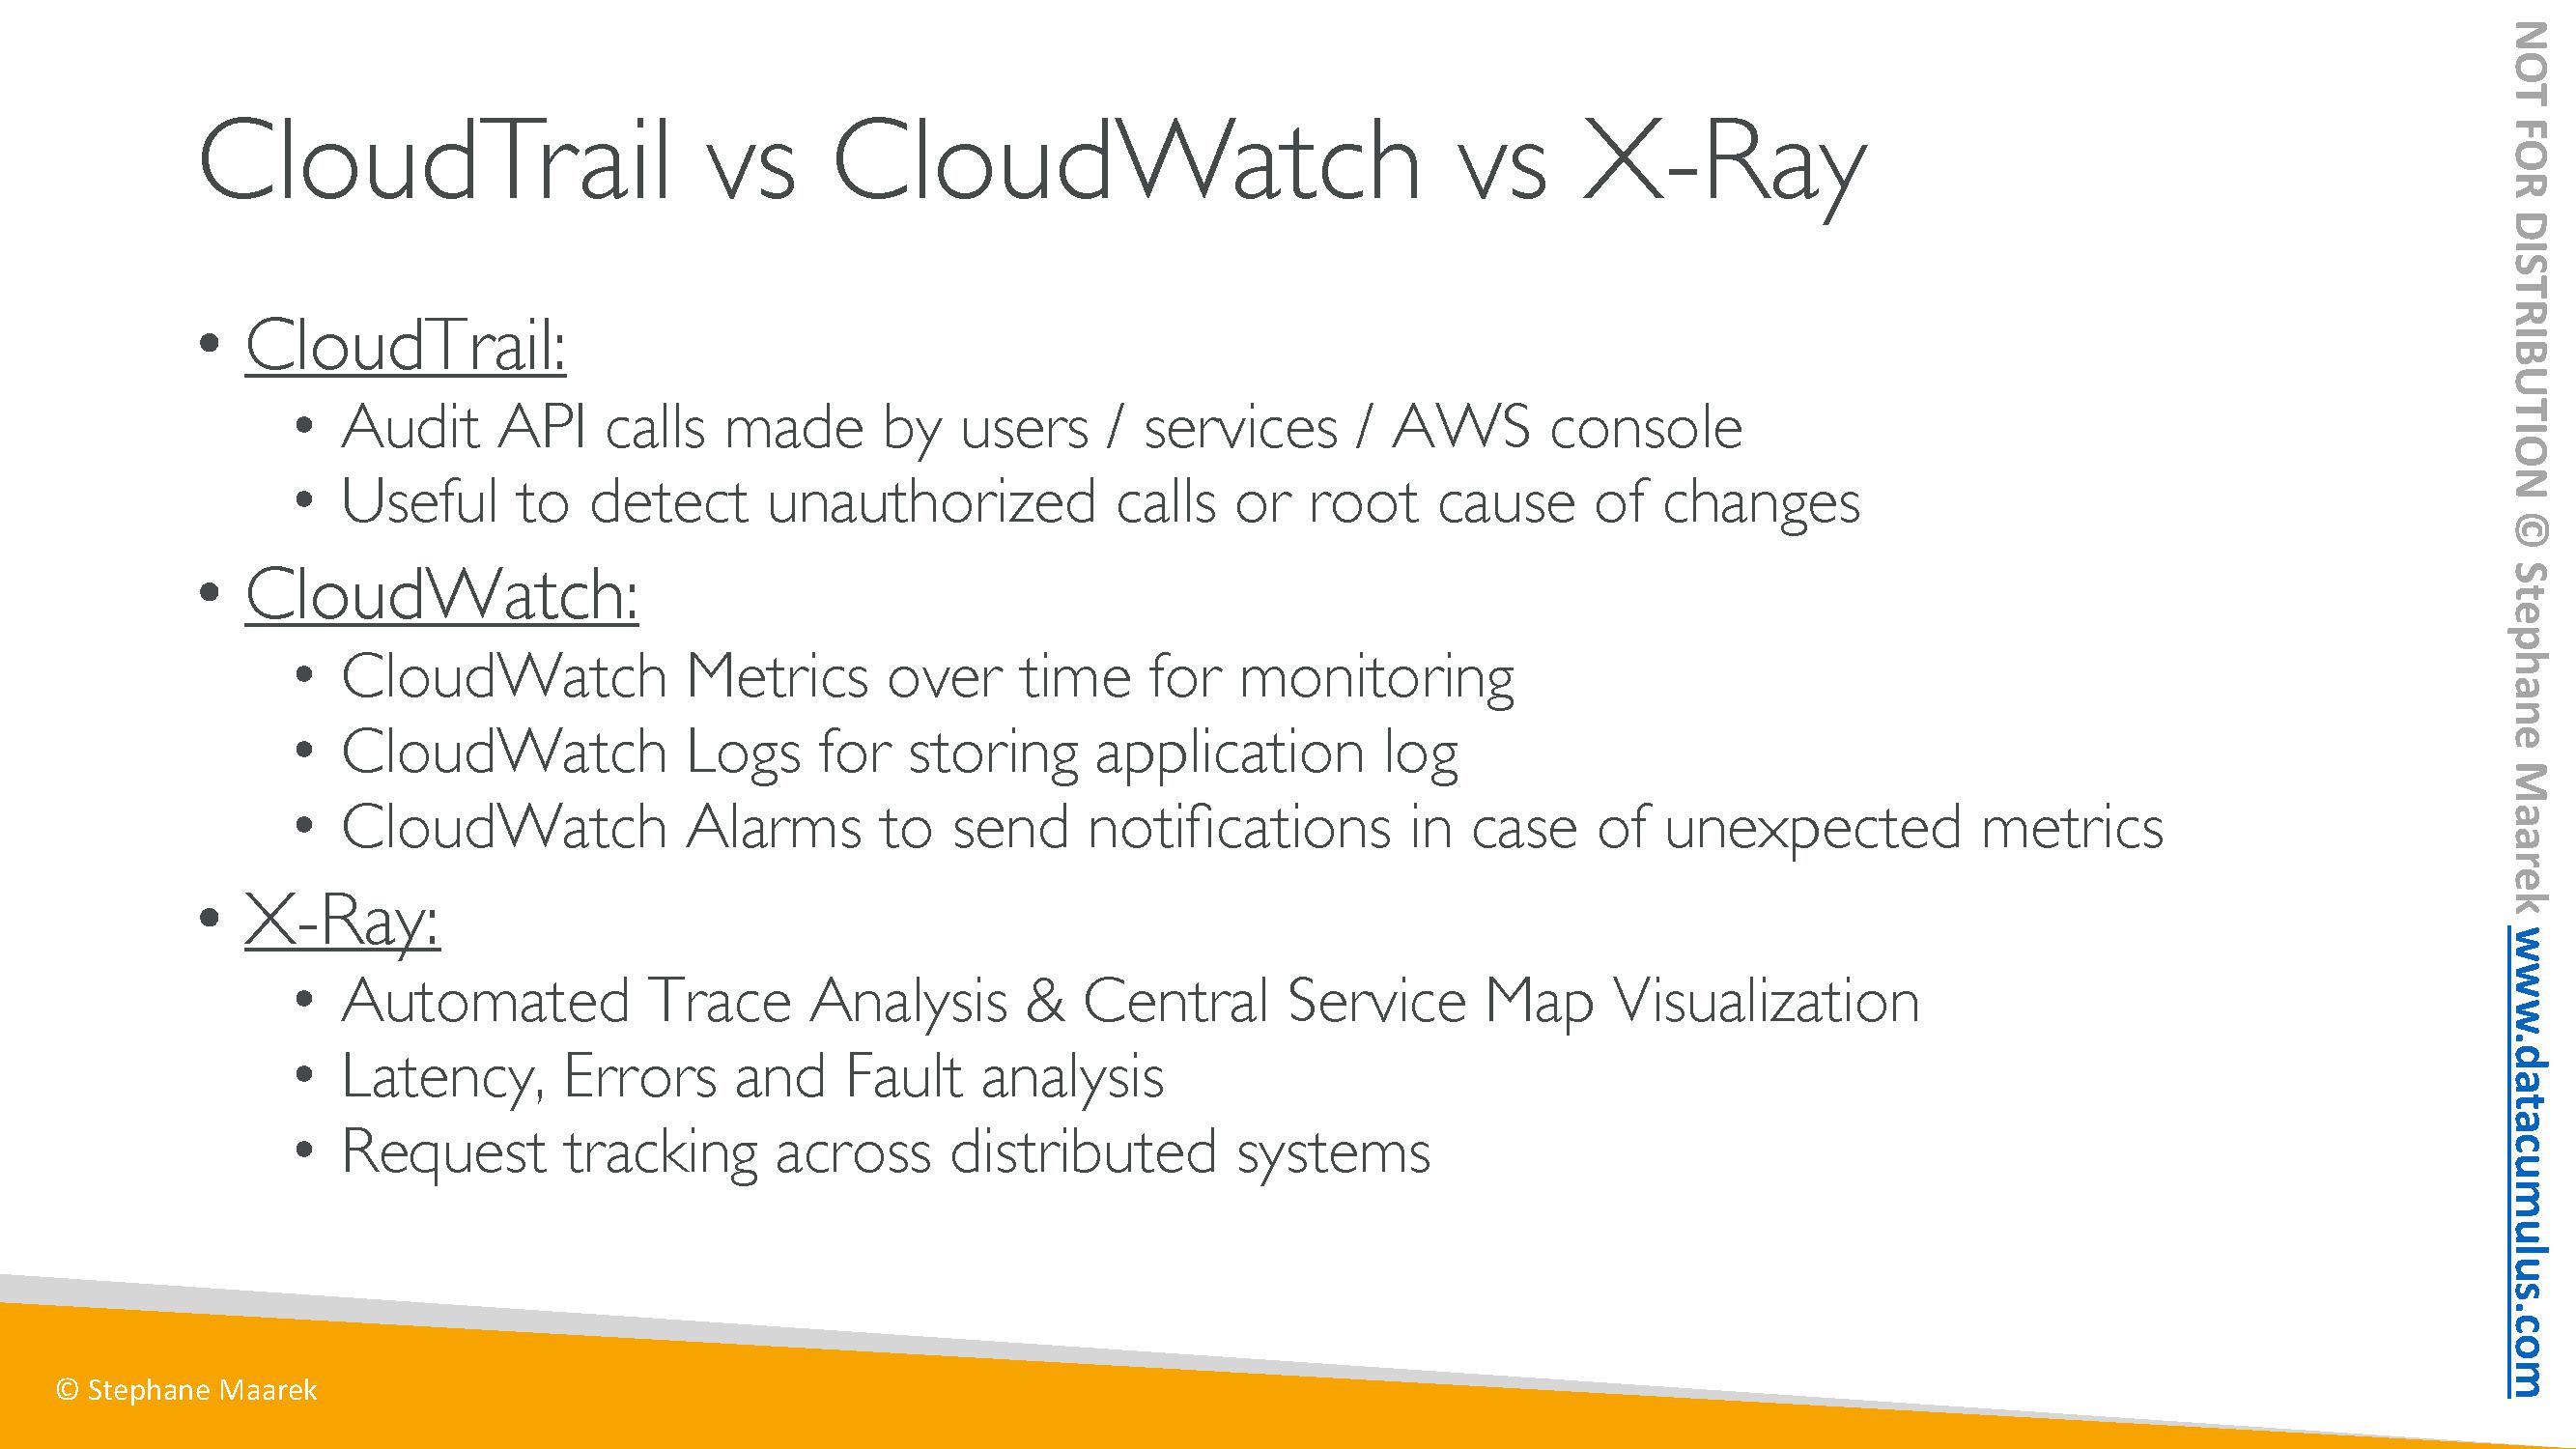 CloudTrail vs CloudWatch vs X-Ray
• CloudTrail:
• Audit API calls made by users / services / AWS console
• Useful to detect unauthorized calls or root cause of changes
• CloudWatch:
• CloudWatch Metrics over time for monitoring
• CloudWatch Logs for storing application log
• CloudWatch Alarms to send notifications in case of unexpected metrics
• X-Ray:
• Automated Trace Analysis & Central Service Map Visualization
• Latency, Errors and Fault analysis
• Request tracking across distributed systems
© Stephane Maarek
NOT FOR DISTRIBUTION © Stephane Maarek www.datacumulus.com